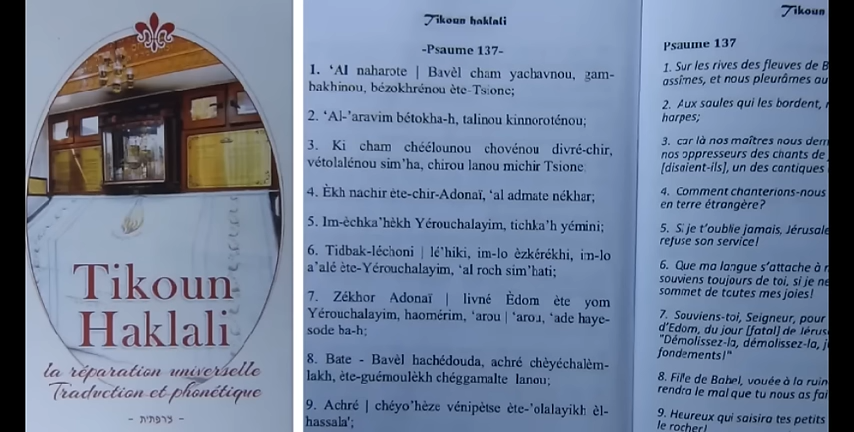 Tikoun
Haklali
la réparation universelle
Traduction et phonétique
- צרפתית -
Tikoun haklali
-Psaume 137-
1. ‘Al naharote | Bavèl cham yachavnou, gam-
bakhinou, bézokhrénou ète-Tsione;
2. ‘Al-’aravim bétokha-h, talinou kinnoroténou;
3. Ki cham chéélounou chovénou divré-chir,
vétolalénou sim’ha, chirou lanou michir Tsione
4. Èkh nachir ète-chir-Adonaï, ‘al admate nékhar;
5. Im-èchka’hèkh Yérouchalayim, tichka’h yémini;
6. Tidbak-léchoni | lé’hiki, im-lo èzkérékhi, im-lo
a’alé ète-Yérouchalayim, ‘al roch sim’hati;
7. Zékhor Adonaï | livné Èdom ète yom
Yérouchalayim, haomérim, ‘arou | ‘arou, ‘ade haye-
sode ba-h;
8. Bate - Bavèl hachédouda, achré chèyéchalèm-
lakh, ète-guémoulèkh chéggamalte lanou;
9. Achré | chéyo’hèze vénipètse ète-’olalayikh èl-
hassala’;
Tikoun
Psaume 137
1. Sur les rives des fleuves de B
assîmes, et nous pleurâmes au
2. Aux saules qui les bordent,
harpes;
3. car là nos maîtres nous dem
nos oppresseurs des chants de
[disaient-ils], un des cantiques
4. Comment chanterions-nous
en terre étrangère?
5. Si je t’oublie jamais, Jérusale
refuse son service!
6. Que ma langue s’attache à
souviens toujours de toi, si je ne
sommet de toutes mes joies!
7. Souviens-toi, Seigneur, pour
d’Edom, du jour [fatal] de Jérus
"Démolissez-la, démolissez-la, j
fondements!"
8. Fille de Babel, vouée à la ruin
rendra le mal que tu nous as fai
9. Heureux qui saisira tes petits
le rocher!